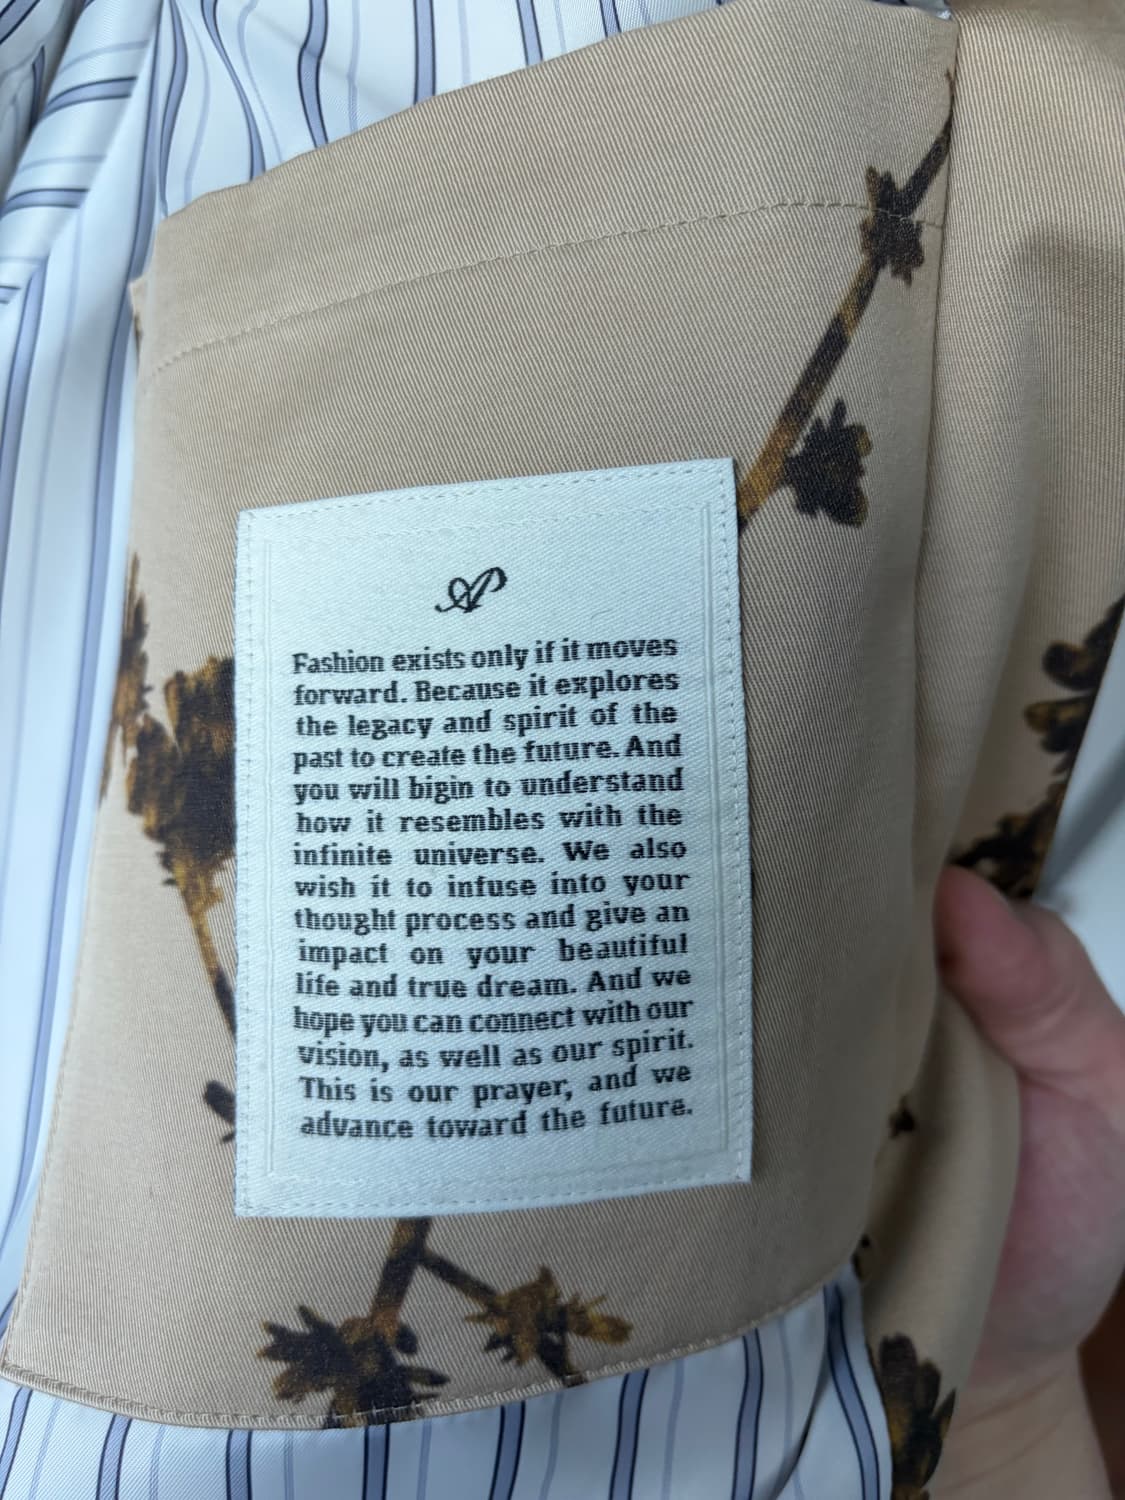 AP
Fashion exists only if it moves
forward. Because it explores
the legacy and spirit of the
past to create the future. And
you will bigin to understand
how it resembles with the
infinite universe. We also
wish it to infuse into your
thought process and give an
impact on your beautiful
life and true dream. And we
hope you can connect with our
vision, as well as our spirit.
This is our prayer, and we
advance toward the future.